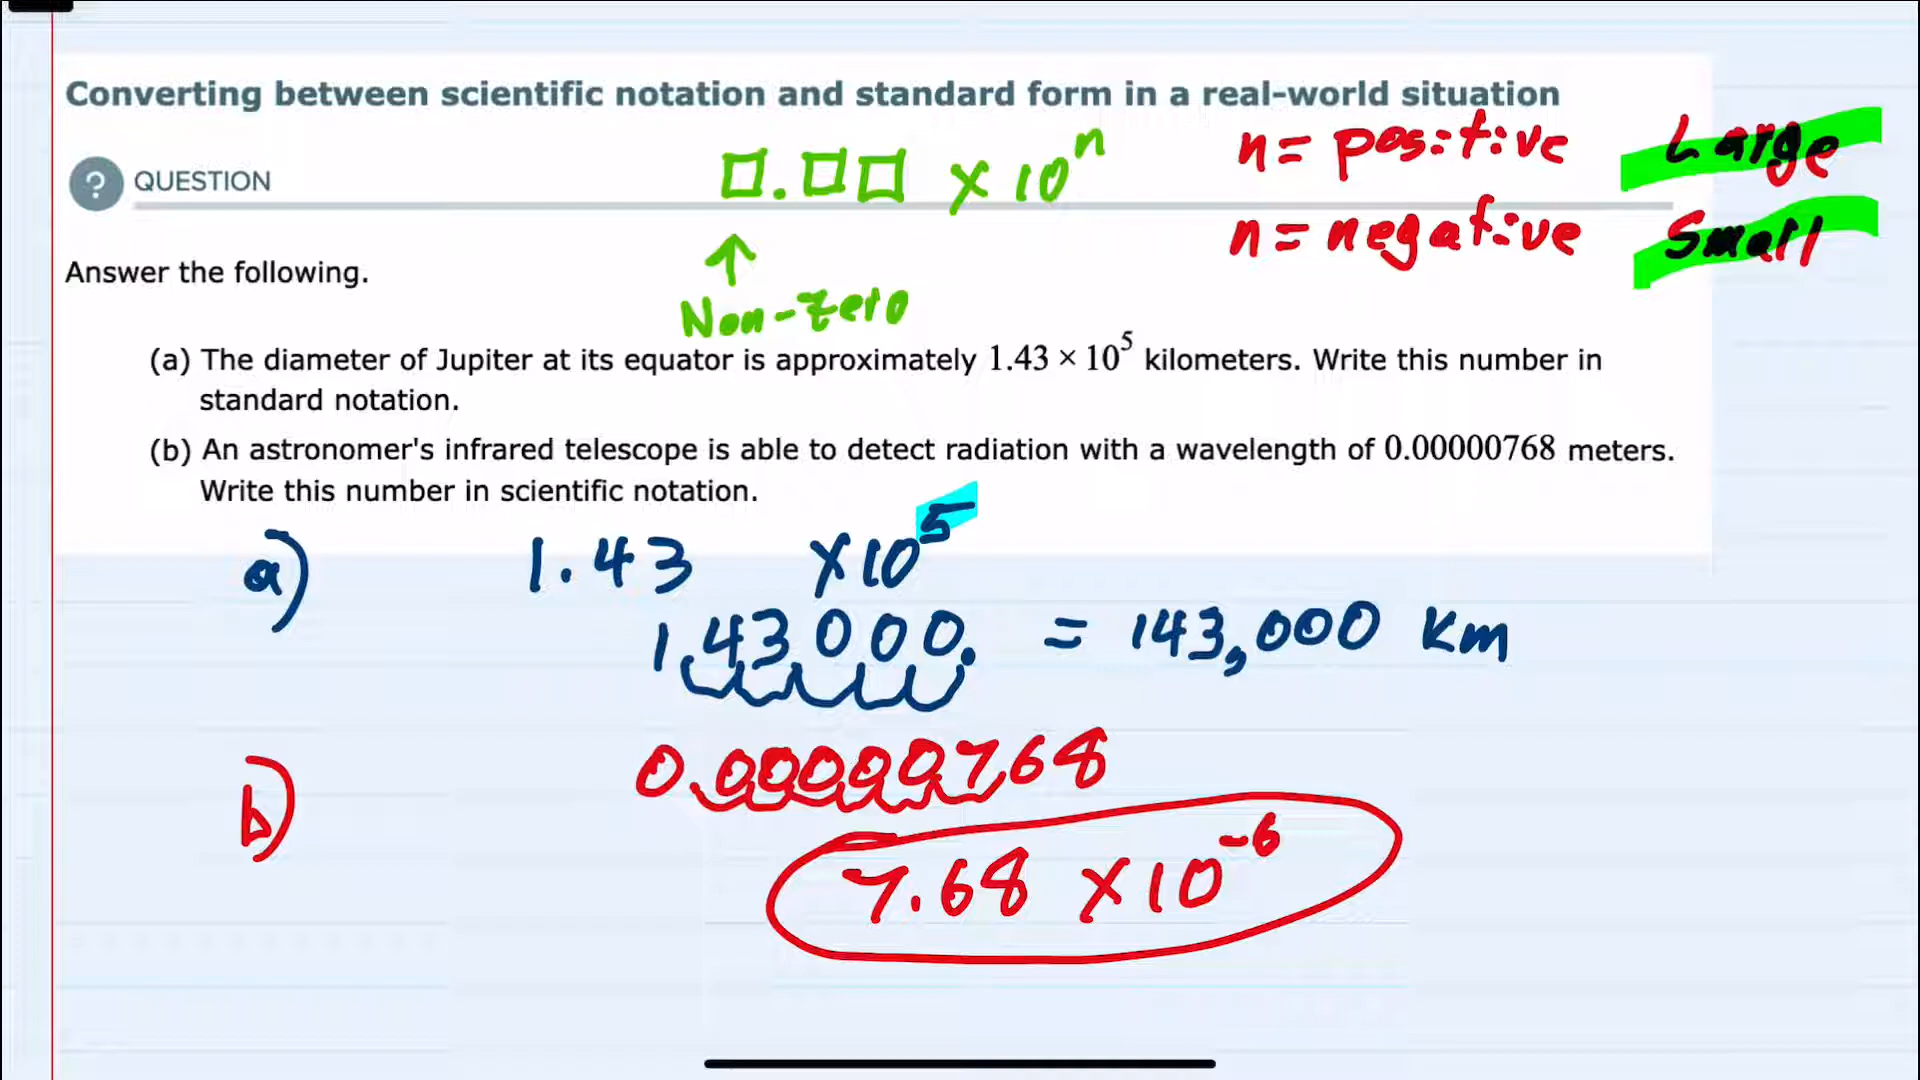 Converting between scientific notation and standard form in a real-world situation
□.□□ × 10ⁿ
n = positive Large
? QUESTION
n = negative Small
Answer the following.
Non-zero
(a) The diameter of Jupiter at its equator is approximately 1.43 × 10⁵ kilometers. Write this number in
standard notation.
(b) An astronomer's infrared telescope is able to detect radiation with a wavelength of 0.00000768 meters.
Write this number in scientific notation.
a) 1.43 ×10⁵
1.43000. = 143,000 km
b) 0.00000768
7.68 ×10⁻⁶